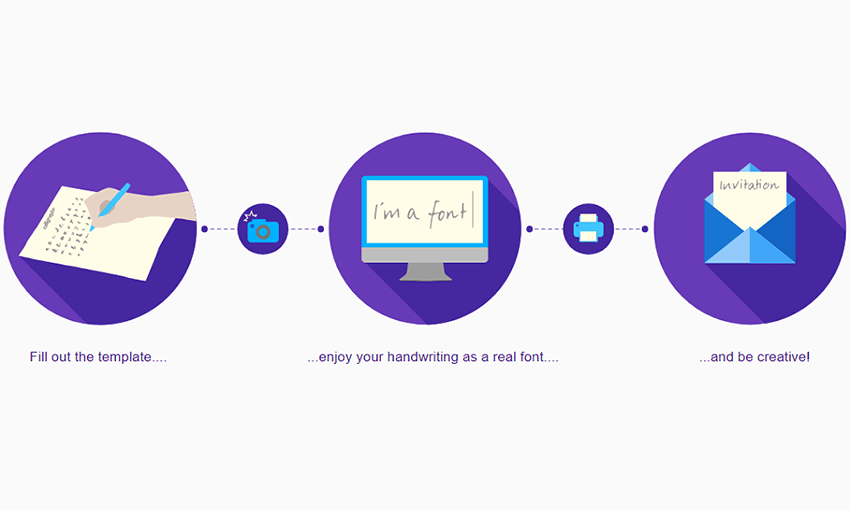 I'm a font
Invitation
Fill out the template....
...enjoy your handwriting as a real font....
...and be creative!